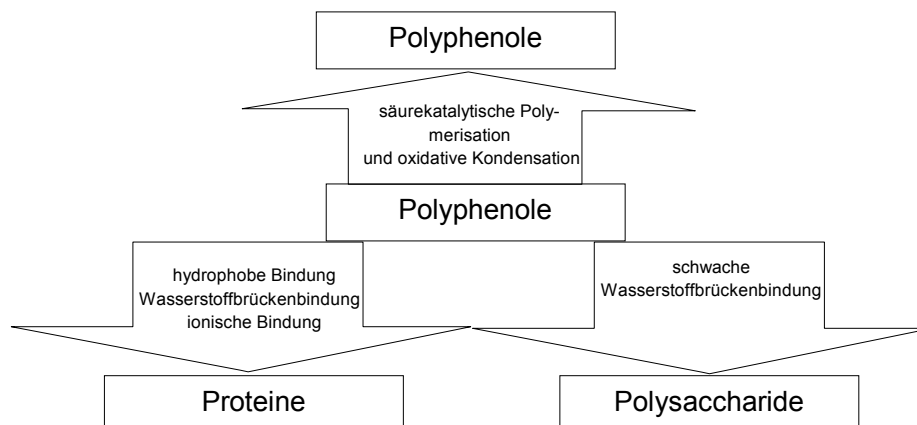 Polyphenole
säurekatalytische Poly-
merisation
und oxidative Kondensation
Polyphenole
hydrophobe Bindung
Wasserstoffbrückenbindung
ionische Bindung
schwache
Wasserstoffbrückenbindung
Proteine
Polysaccharide